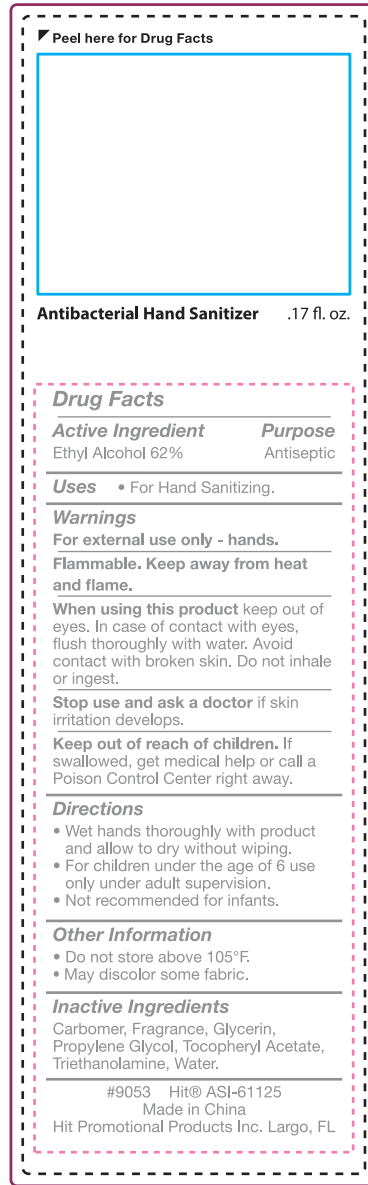 Peel here for Drug Facts
Antibacterial Hand Sanitizer .17 fl. oz.
Drug Facts
Active Ingredient Purpose
Ethyl Alcohol 62% Antiseptic
Uses • For Hand Sanitizing.
Warnings
For external use only - hands.
Flammable. Keep away from heat
and flame.
When using this product keep out of
eyes. In case of contact with eyes,
flush thoroughly with water. Avoid
contact with broken skin. Do not inhale
or ingest.
Stop use and ask a doctor if skin
irritation develops.
Keep out of reach of children. If
swallowed, get medical help or call a
Poison Control Center right away.
Directions
• Wet hands thoroughly with product
and allow to dry without wiping.
• For children under the age of 6 use
only under adult supervision.
• Not recommended for infants.
Other Information
• Do not store above 105°F.
• May discolor some fabric.
Inactive Ingredients
Carbomer, Fragrance, Glycerin,
Propylene Glycol, Tocopheryl Acetate,
Triethanolamine, Water.
#9053 Hit® ASI-61125
Made in China
Hit Promotional Products Inc. Largo, FL